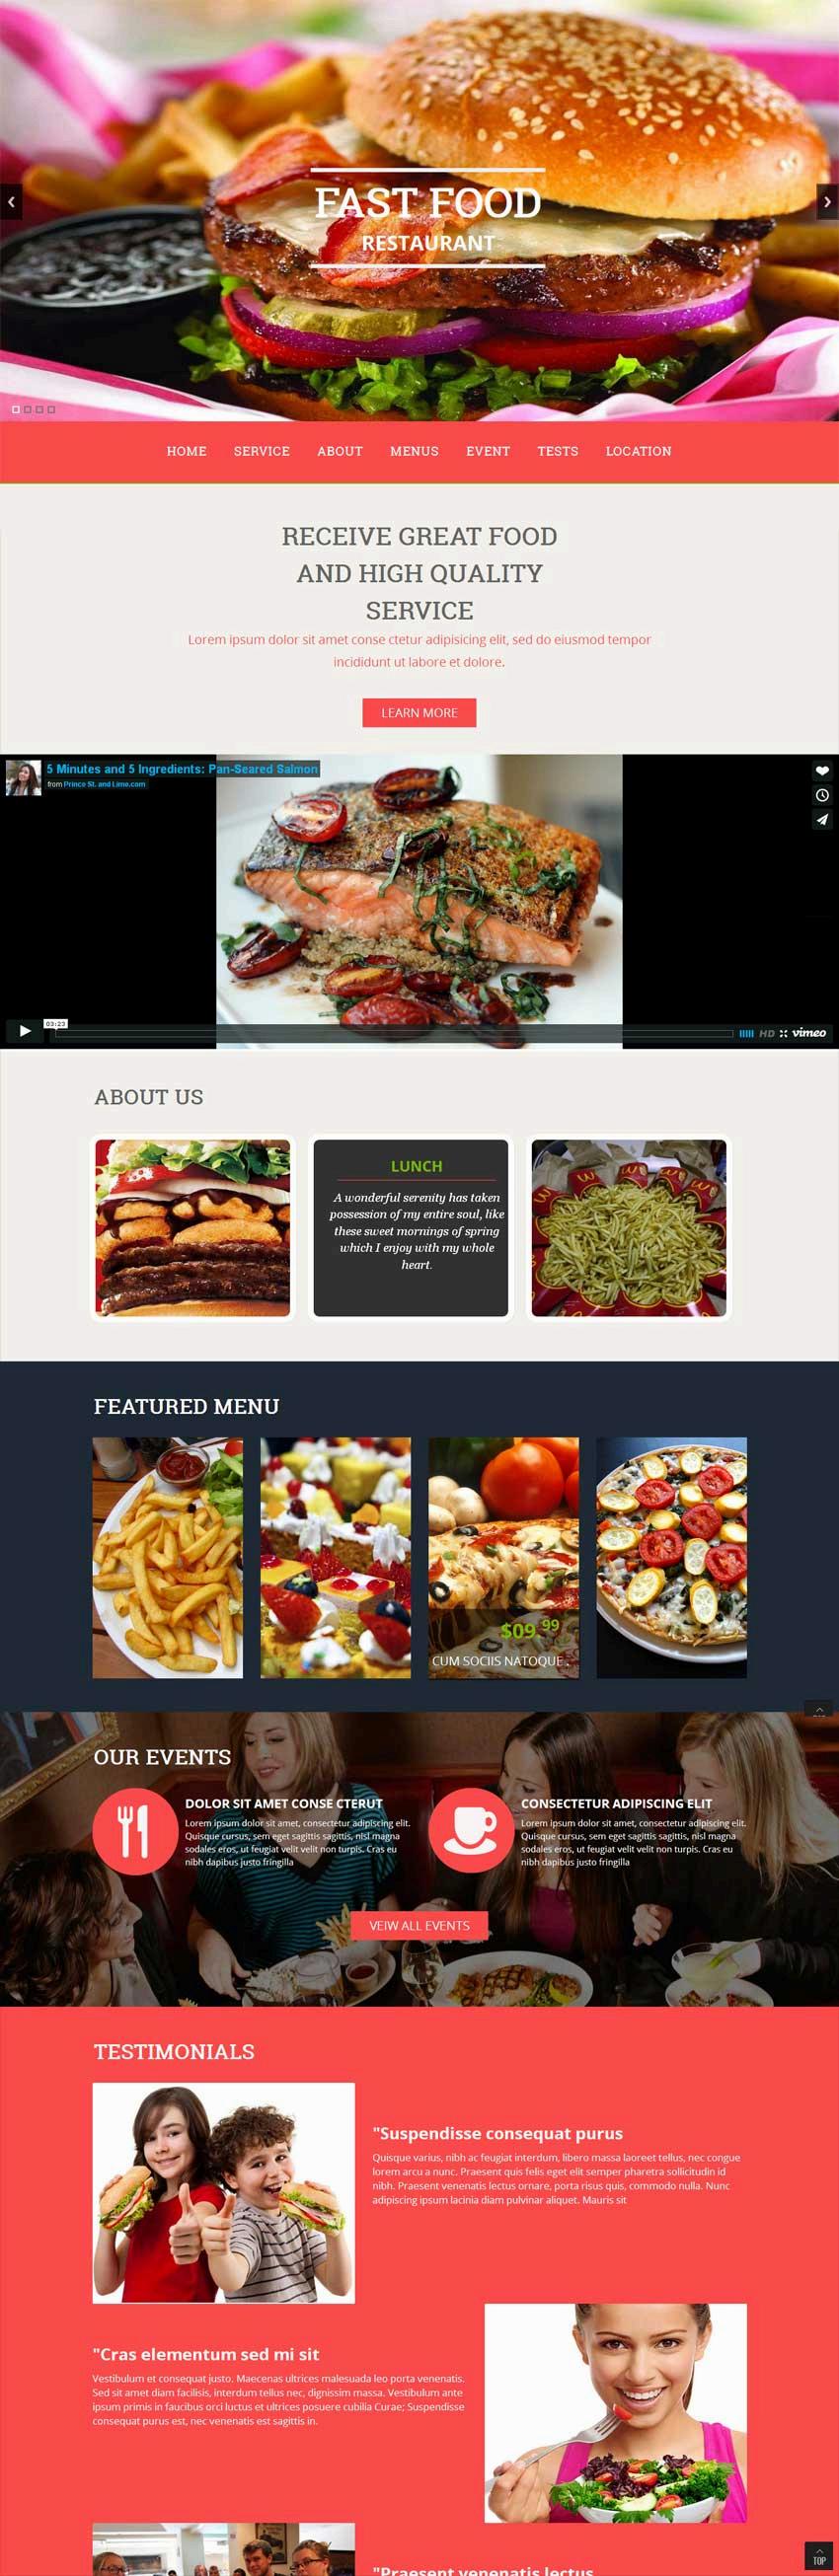 FAST FOOD
RESTAURANT
HOME SERVICE ABOUT MENUS EVENT TESTS LOCATION
RECEIVE GREAT FOOD
AND HIGH QUALITY
SERVICE
Lorem ipsum dolor sit amet conse ctetur adipisicing elit, sed do eiusmod tempor
incididunt ut labore et dolore.
LEARN MORE
5 Minutes and 5 Ingredients: Pan-Seared Salmon
from Prince St. and Lime.com
03:23
HD vimeo
ABOUT US
LUNCH
A wonderful serenity has taken
possession of my entire soul, like
these sweet mornings of spring
which I enjoy with my whole
heart.
FEATURED MENU
$09.99
CUM SOCIIS NATOQUE .
OUR EVENTS
DOLOR SIT AMET CONSE CTERUT
Lorem ipsum dolor sit amet, consectetur adipiscing elit.
Quisque cursus, sem eget sagittis sagittis, nisl magna
sodales eros, ut feugiat velit velit non turpis. Cras eu
nibh dapibus justo fringilla
CONSECTETUR ADIPISCING ELIT
Lorem ipsum dolor sit amet, consectetur adipiscing elit.
Quisque cursus, sem eget sagittis sagittis, nisl magna
sodales eros, ut feugiat velit velit non turpis. Cras eu
nibh dapibus justo fringilla
VEIW ALL EVENTS
TESTIMONIALS
"Suspendisse consequat purus
Quisque varius, nibh ac feugiat interdum, libero massa laoreet tellus, nec congue
lorem arcu a nunc. Praesent quis felis eget elit semper pharetra sollicitudin id
nibh. Praesent venenatis lectus ornare, porta risus quis, commodo nulla. Nunc
adipiscing ipsum lacinia diam pulvinar aliquet. Mauris sit
"Cras elementum sed mi sit
Vestibulum et consequat justo. Maecenas ultrices malesuada leo porta venenatis.
Sed sit amet diam facilisis, interdum tellus nec, dignissim massa. Vestibulum ante
ipsum primis in faucibus orci luctus et ultrices posuere cubilia Curae; Suspendisse
consequat purus est, nec venenatis est sagittis in.
"Praesent venenatis lectus
TOP